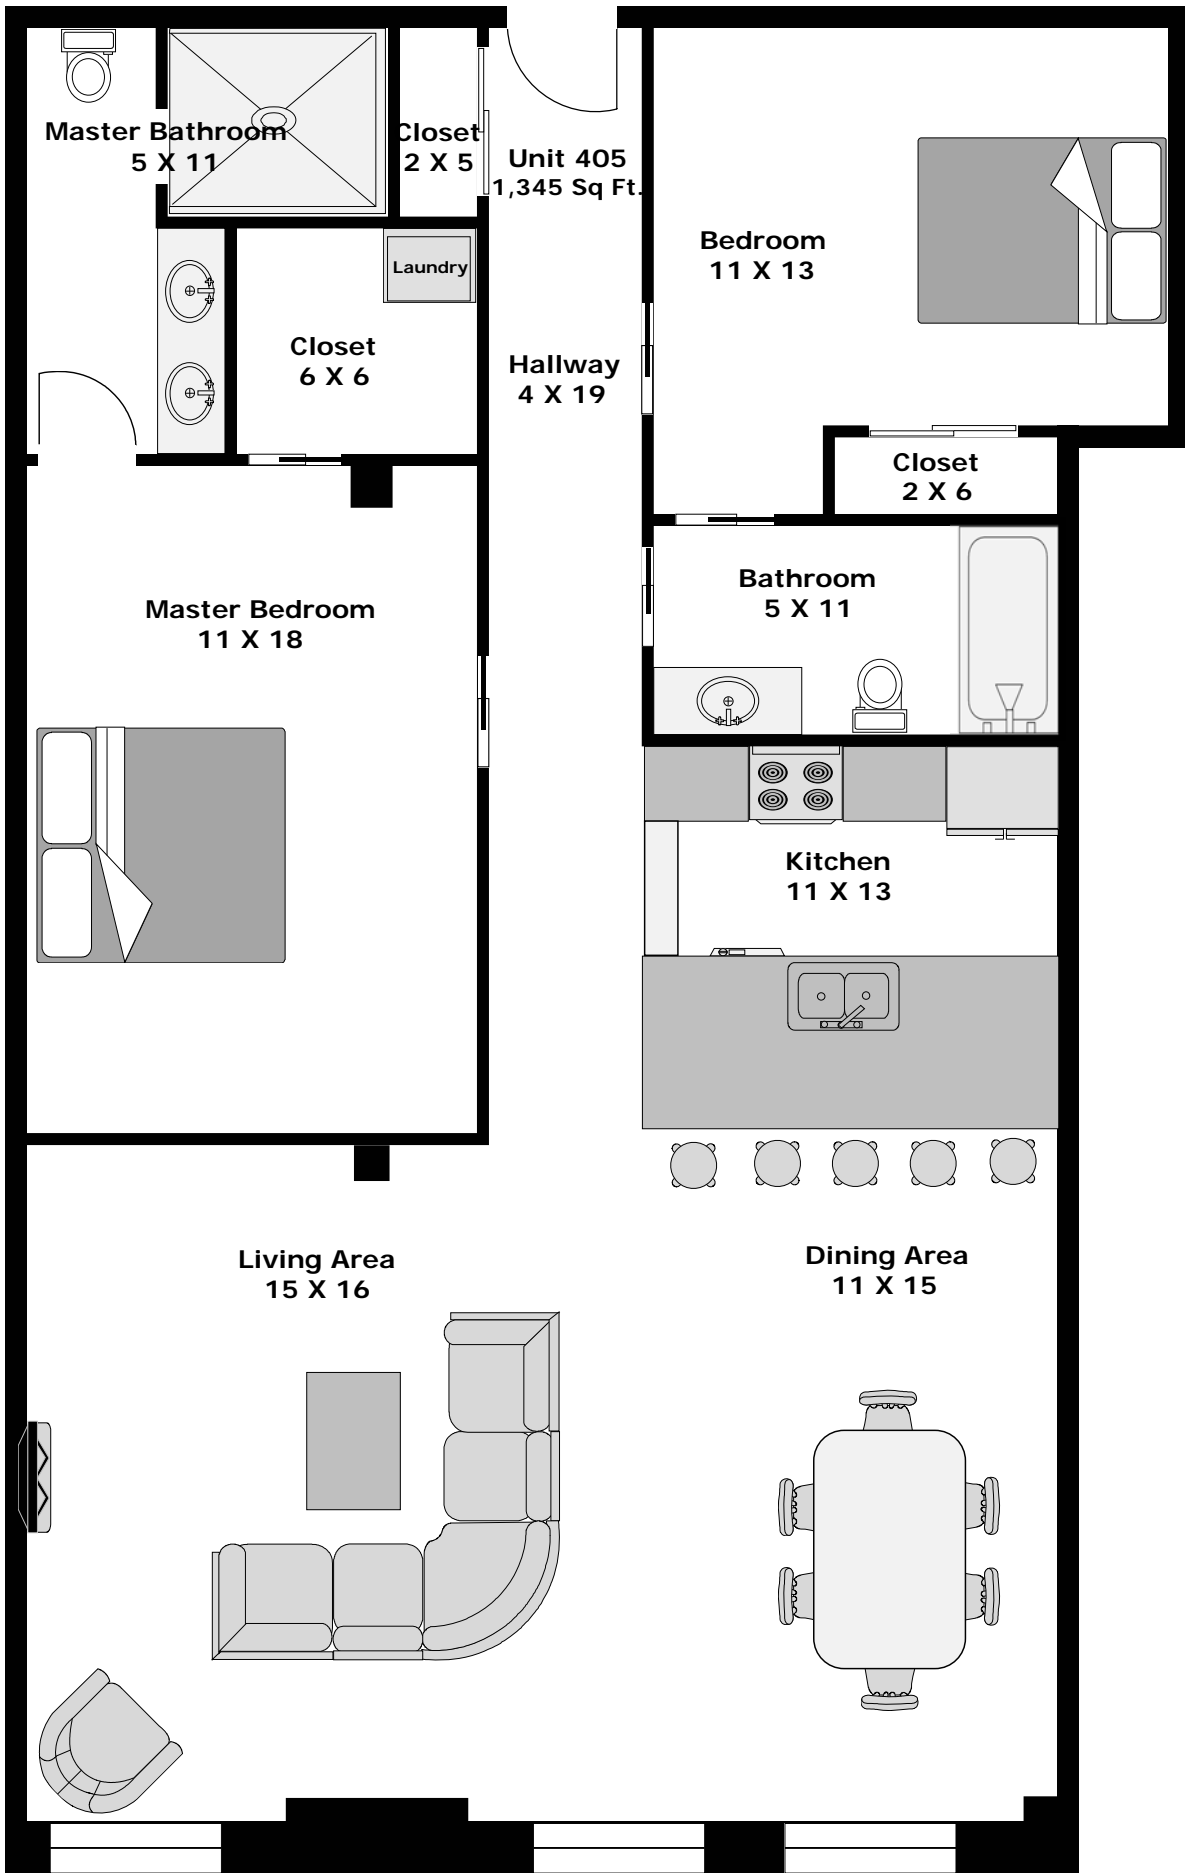 Master Bathroom
5 X 11
Closet
2 X 5
Unit 405
1,345 Sq Ft.
Bedroom
11 X 13
Laundry
Closet
6 X 6
Hallway
4 X 19
Closet
2 X 6
Bathroom
5 X 11
Master Bedroom
11 X 18
Kitchen
11 X 13
Living Area
15 X 16
Dining Area
11 X 15